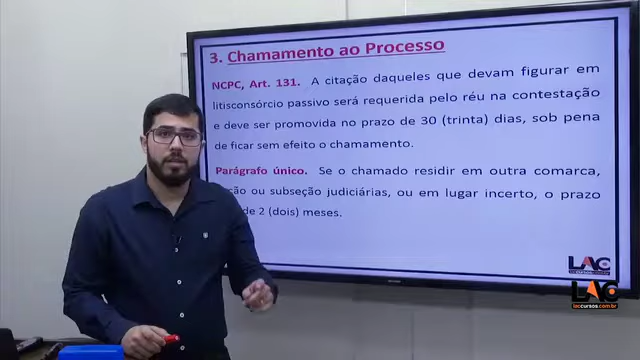 3. Chamamento ao Processo
NCPC, Art. 131. A citação daqueles que devam figurar em
litisconsórcio passivo será requerida pelo réu na contestação
e deve ser promovida no prazo de 30 (trinta) dias, sob pena
de ficar sem efeito o chamamento.
Parágrafo único. Se o chamado residir em outra comarca,
ção ou subseção judiciárias, ou em lugar incerto, o prazo
de 2 (dois) meses.
LAC
LAC
laccursos.com.br